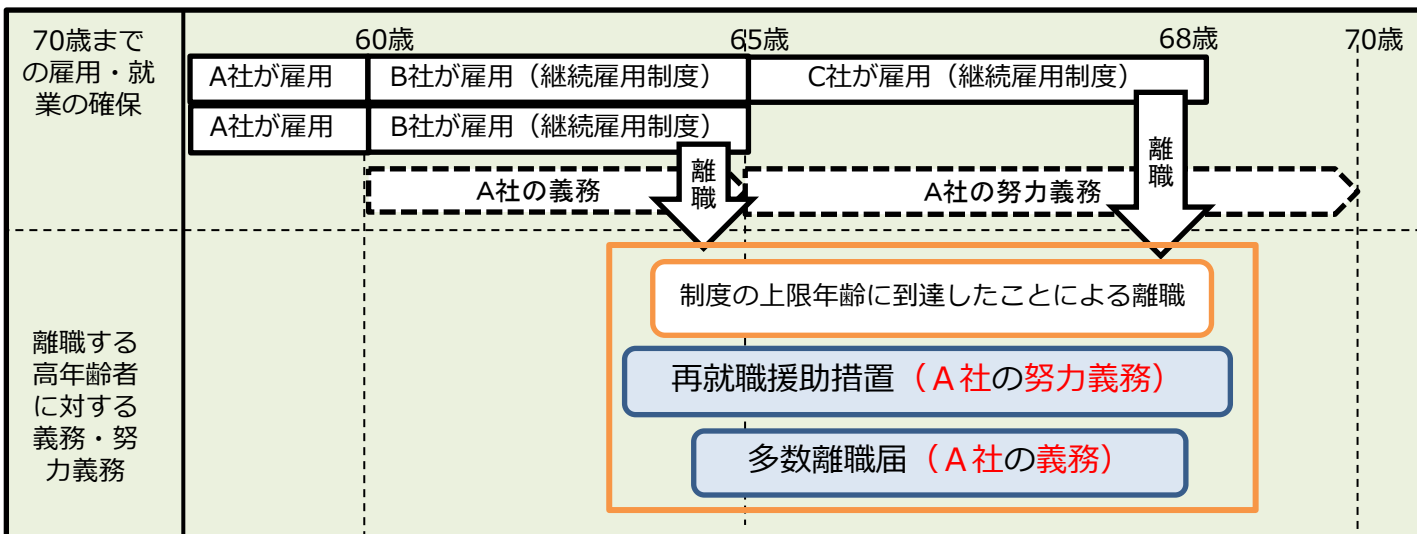 70歳まで
の雇用・就
業の確保
60歳
65歳
68歳
70歳
A社が雇用
B社が雇用（継続雇用制度）
C社が雇用（継続雇用制度）
A社が雇用
B社が雇用（継続雇用制度）
離職
離職
A社の義務
A社の努力義務
離職する
高年齢者
に対する
義務・努
力義務
制度の上限年齢に到達したことによる離職
再就職援助措置（Ａ社の努力義務）
多数離職届（Ａ社の義務）